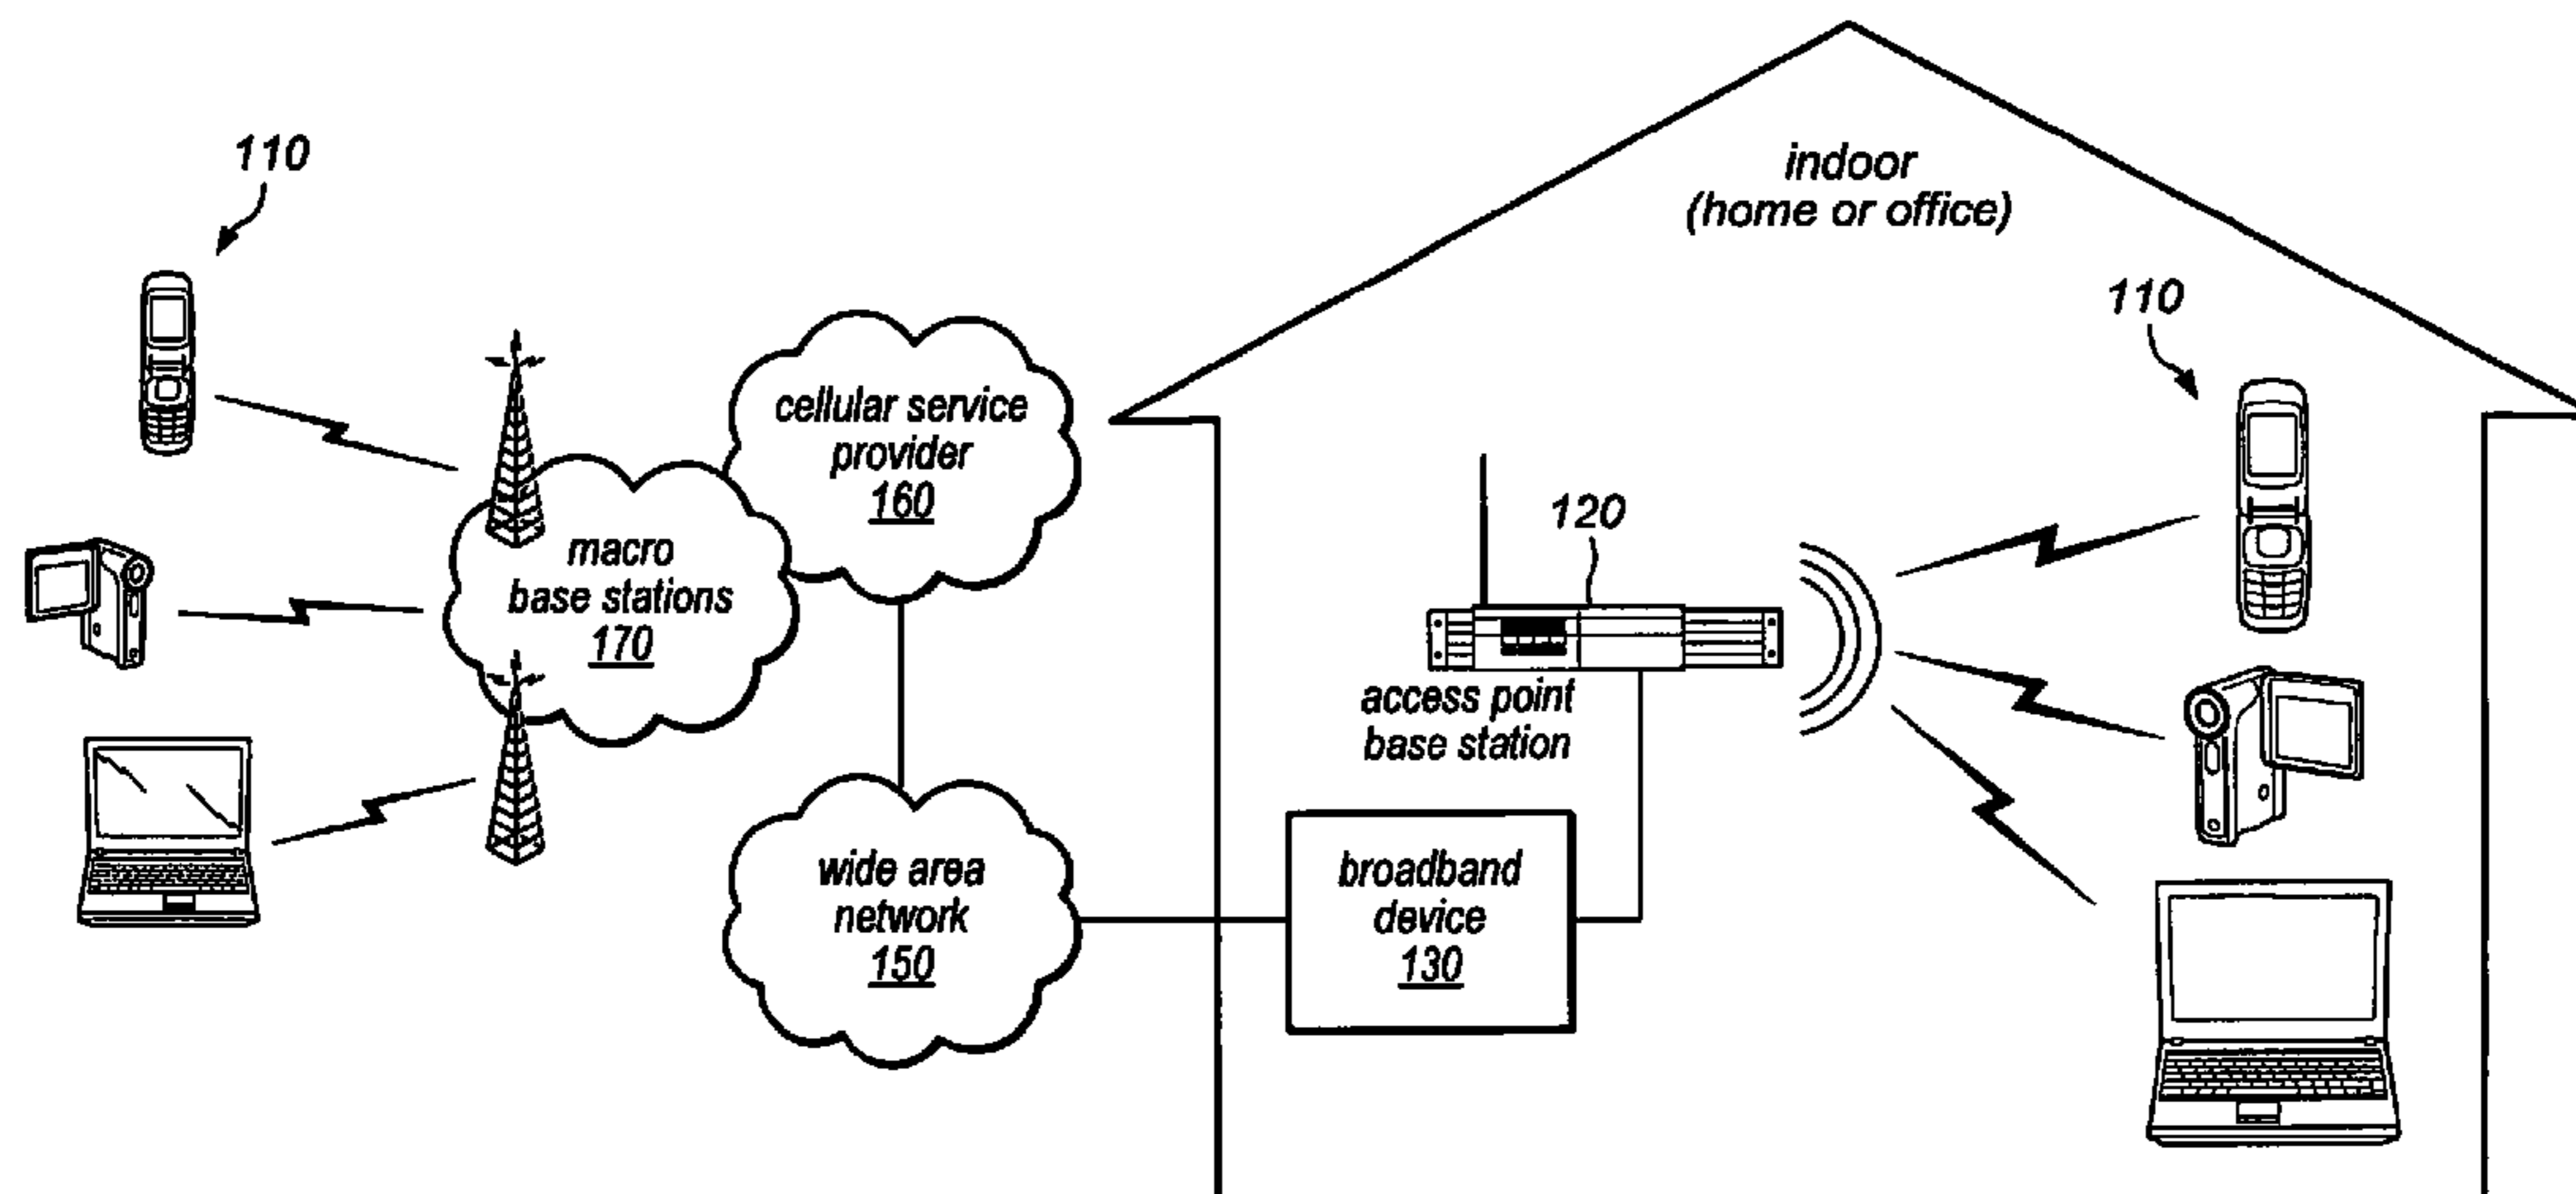 110
indoor
(home or office)
110
cellular service
provider
160
macro
base stations
170
120
access point
base station
wide area
network
150
broadband
device
130